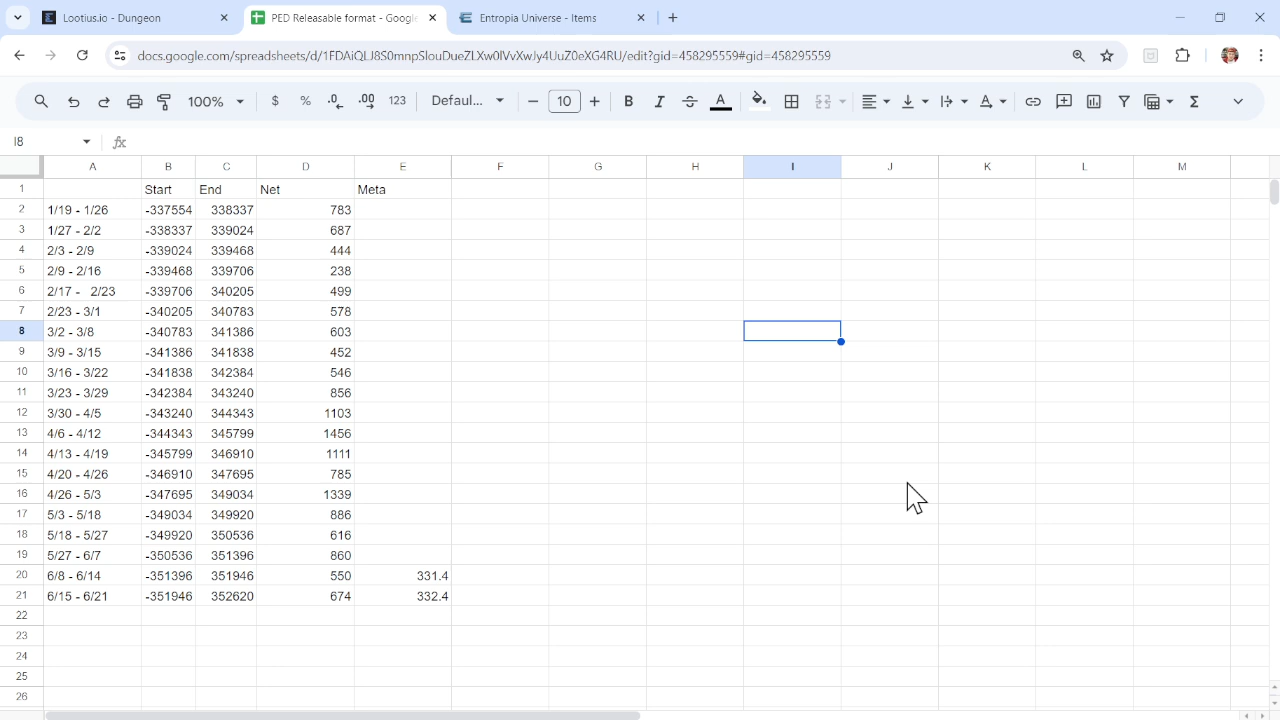 Lootius.io - Dungeon
PED Releasable format - Google
Entropia Universe - Items
docs.google.com/spreadsheets/d/1FDAiQLJ8S0mnpSlouDueZLXw0lVvXwJy4Uu70eXG4RU/edit?gid=458295559#gid=458295559
100% $ % .0 .00 123 Defaul... 10 B I S A
I8 fx
A B C D E F G H I J K L M
1 Start End Net Meta
2 1/19 - 1/26 -337554 338337 783
3 1/27 - 2/2 -338337 339024 687
4 2/3 - 2/9 -339024 339468 444
5 2/9 - 2/16 -339468 339706 238
6 2/17 - 2/23 -339706 340205 499
7 2/23 - 3/1 -340205 340783 578
8 3/2 - 3/8 -340783 341386 603
9 3/9 - 3/15 -341386 341838 452
10 3/16 - 3/22 -341838 342384 546
11 3/23 - 3/29 -342384 343240 856
12 3/30 - 4/5 -343240 344343 1103
13 4/6 - 4/12 -344343 345799 1456
14 4/13 - 4/19 -345799 346910 1111
15 4/20 - 4/26 -346910 347695 785
16 4/26 - 5/3 -347695 349034 1339
17 5/3 - 5/18 -349034 349920 886
18 5/18 - 5/27 -349920 350536 616
19 5/27 - 6/7 -350536 351396 860
20 6/8 - 6/14 -351396 351946 550 331.4
21 6/15 - 6/21 -351946 352620 674 332.4
22
23
24
25
26